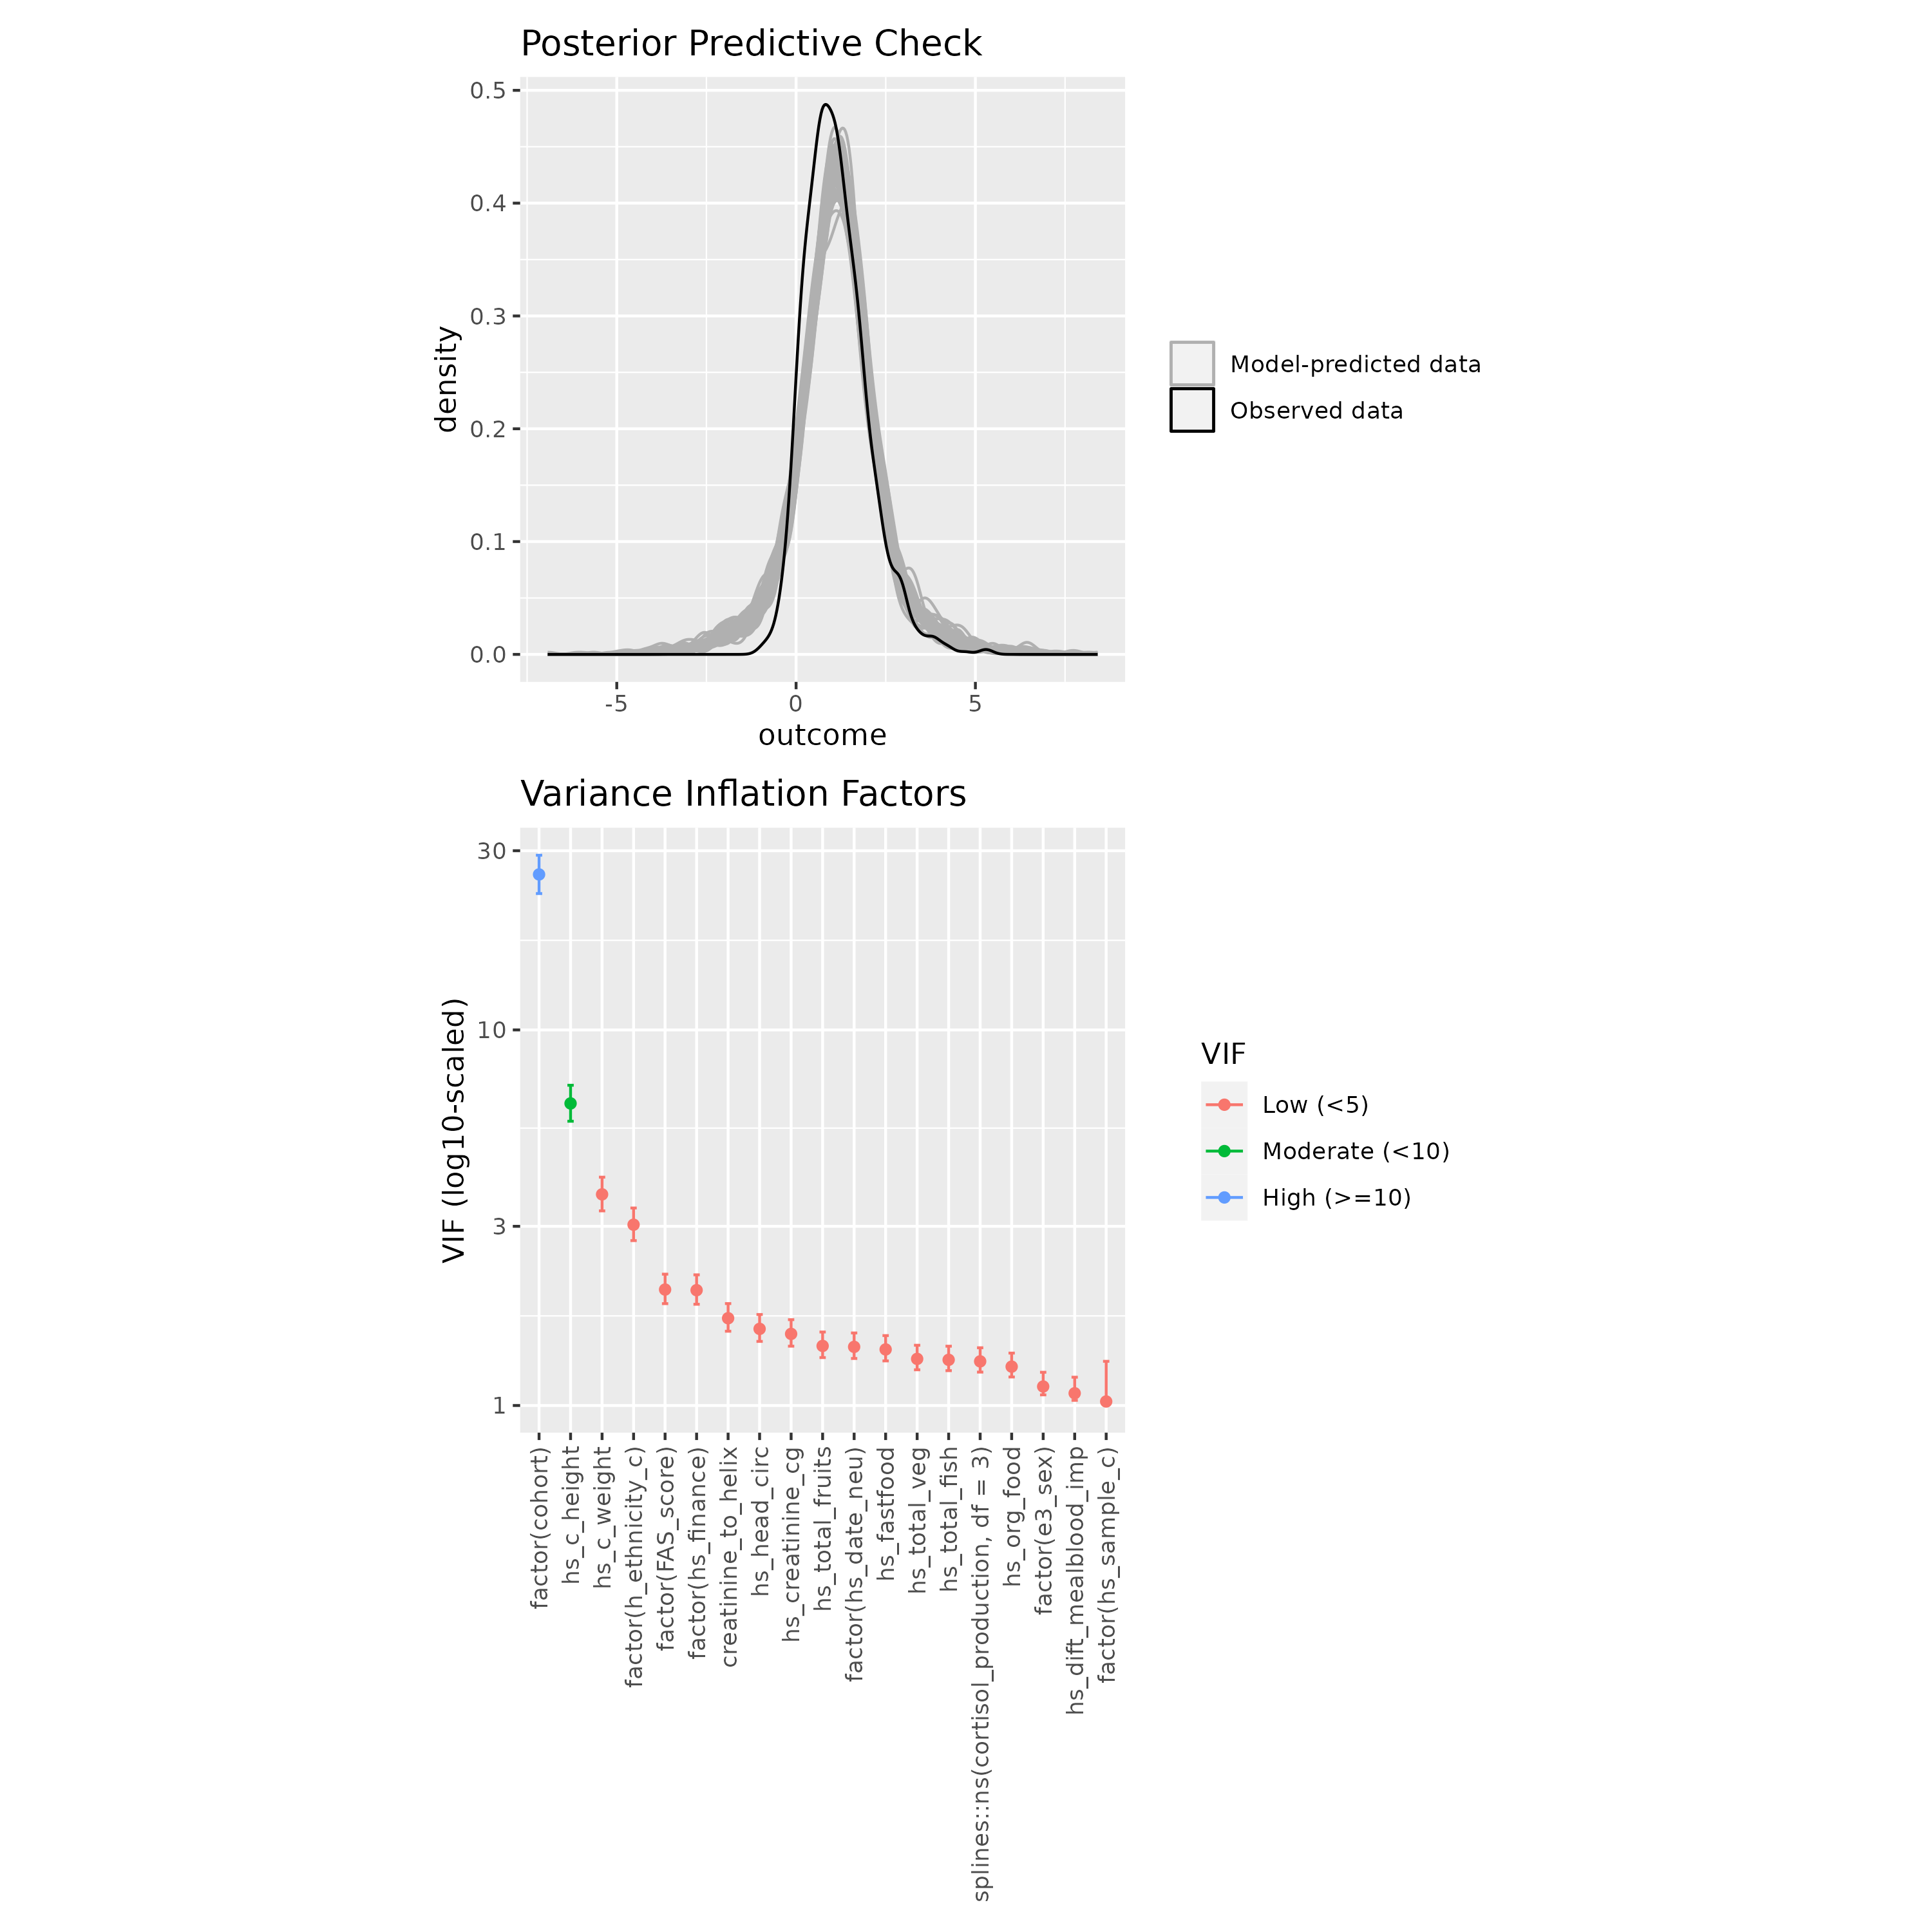 Posterior Predictive Check
0.5
0.4
0.3
0.2
0.1
0.0
density
-5 0 5
outcome
Model-predicted data
Observed data
Variance Inflation Factors
30
10
3
1
VIF (log10-scaled)
factor(cohort)
hs_c_height
hs_c_weight
factor(h_ethnicity_c)
factor(FAS_score)
factor(hs_finance)
creatinine_to_helix
hs_head_circ
hs_creatinine_cg
hs_total_fruits
factor(hs_date_neu)
hs_fastfood
hs_total_veg
hs_total_fish
splines::ns(cortisol_production, df = 3)
hs_org_food
factor(e3_sex)
hs_dift_mealblood_imp
factor(hs_sample_c)
VIF
Low (<5)
Moderate (<10)
High (>=10)